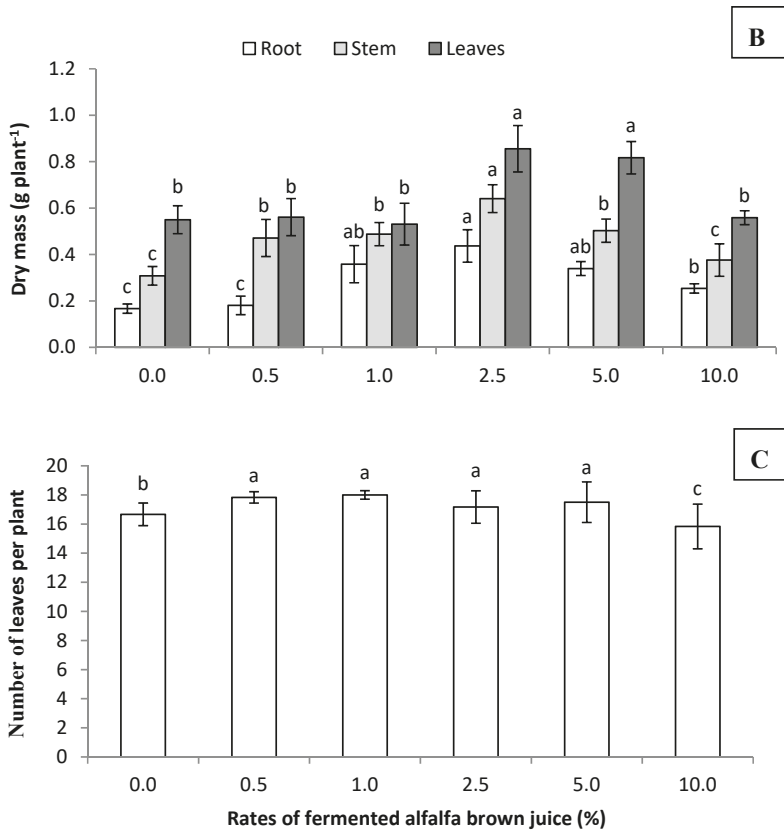 B
Root Stem Leaves
Dry mass (g plant⁻¹)
1.2
1.0
0.8
0.6
0.4
0.2
0.0
c c b
c b b
ab b b
a a a
ab b a
b c b
0.0 0.5 1.0 2.5 5.0 10.0
C
Number of leaves per plant
20
18
16
14
12
10
8
6
4
2
0
b a a a a c
0.0 0.5 1.0 2.5 5.0 10.0
Rates of fermented alfalfa brown juice (%)